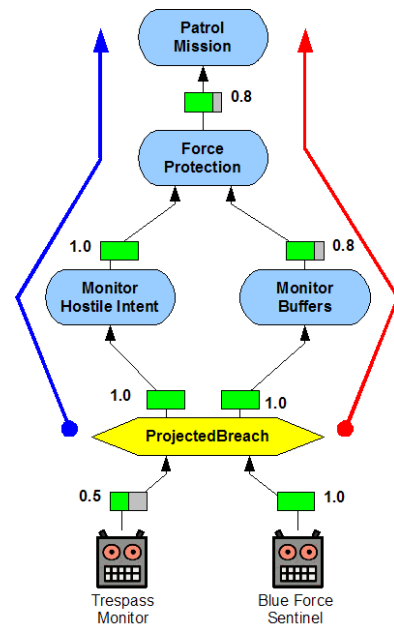 Patrol
Mission
0.8
Force
Protection
1.0
0.8
Monitor
Hostile Intent
Monitor
Buffers
1.0
1.0
ProjectedBreach
0.5
1.0
Trespass
Monitor
Blue Force
Sentinel